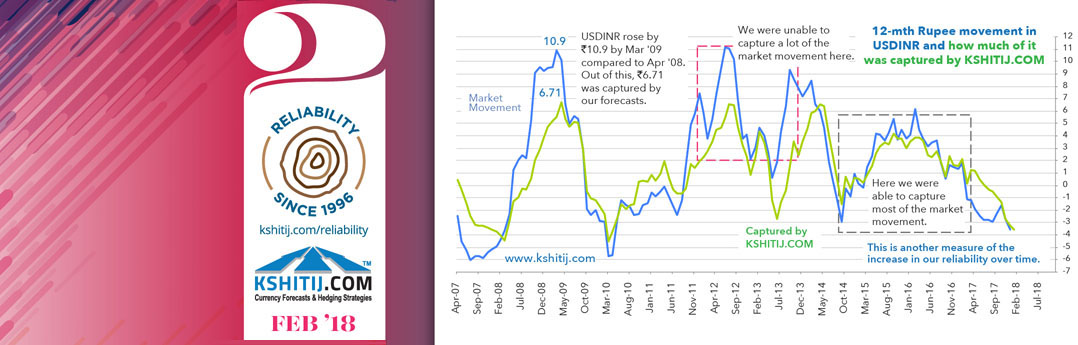 RELIABILITY
SINCE 1996
kshitij.com/reliability
KSHITIJ.COM™
Currency Forecasts & Hedging Strategies
FEB '18
12-mth Rupee movement in
USDINR and how much of it
was captured by KSHITIJ.COM
10.9
USDINR rose by
₹10.9 by Mar '09
compared to Apr '08.
Out of this, ₹6.71
was captured by
our forecasts.
6.71
Market
Movement
We were unable to
capture a lot of the
market movement here.
Here we were
able to capture
most of the market
movement.
Captured by
KSHITIJ.COM
www.kshitij.com
This is another measure of the
increase in our reliability over time.
12
11
10
9
8
7
6
5
4
3
2
1
0
-1
-2
-3
-4
-5
-6
-7
Apr-07
Sep-07
Feb-08
Jul-08
Dec-08
May-09
Oct-09
Mar-10
Aug-10
Jan-11
Jun-11
Nov-11
Apr-12
Sep-12
Feb-13
Jul-13
Dec-13
May-14
Oct-14
Mar-15
Aug-15
Jan-16
Jun-16
Nov-16
Apr-17
Sep-17
Feb-18
Jul-18